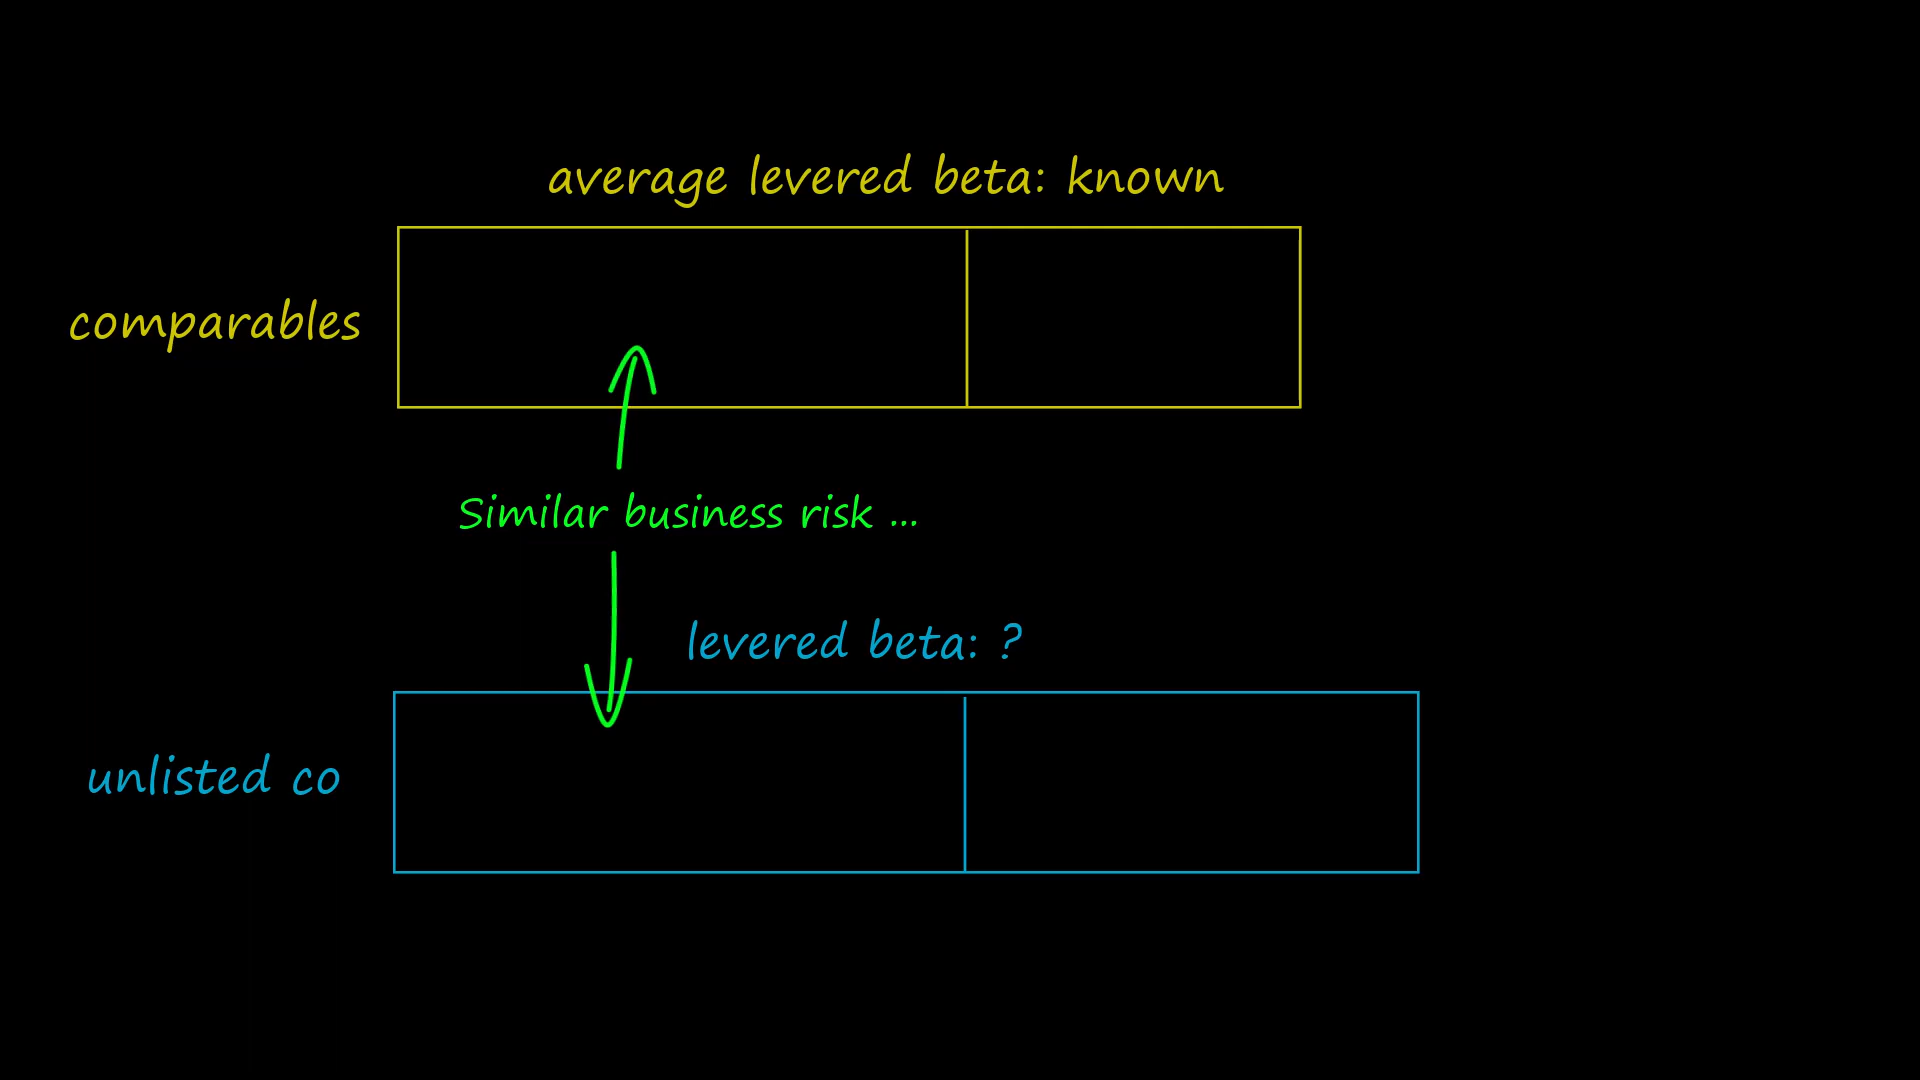 average levered beta: known
comparables
Similar business risk ...
levered beta: ?
unlisted co